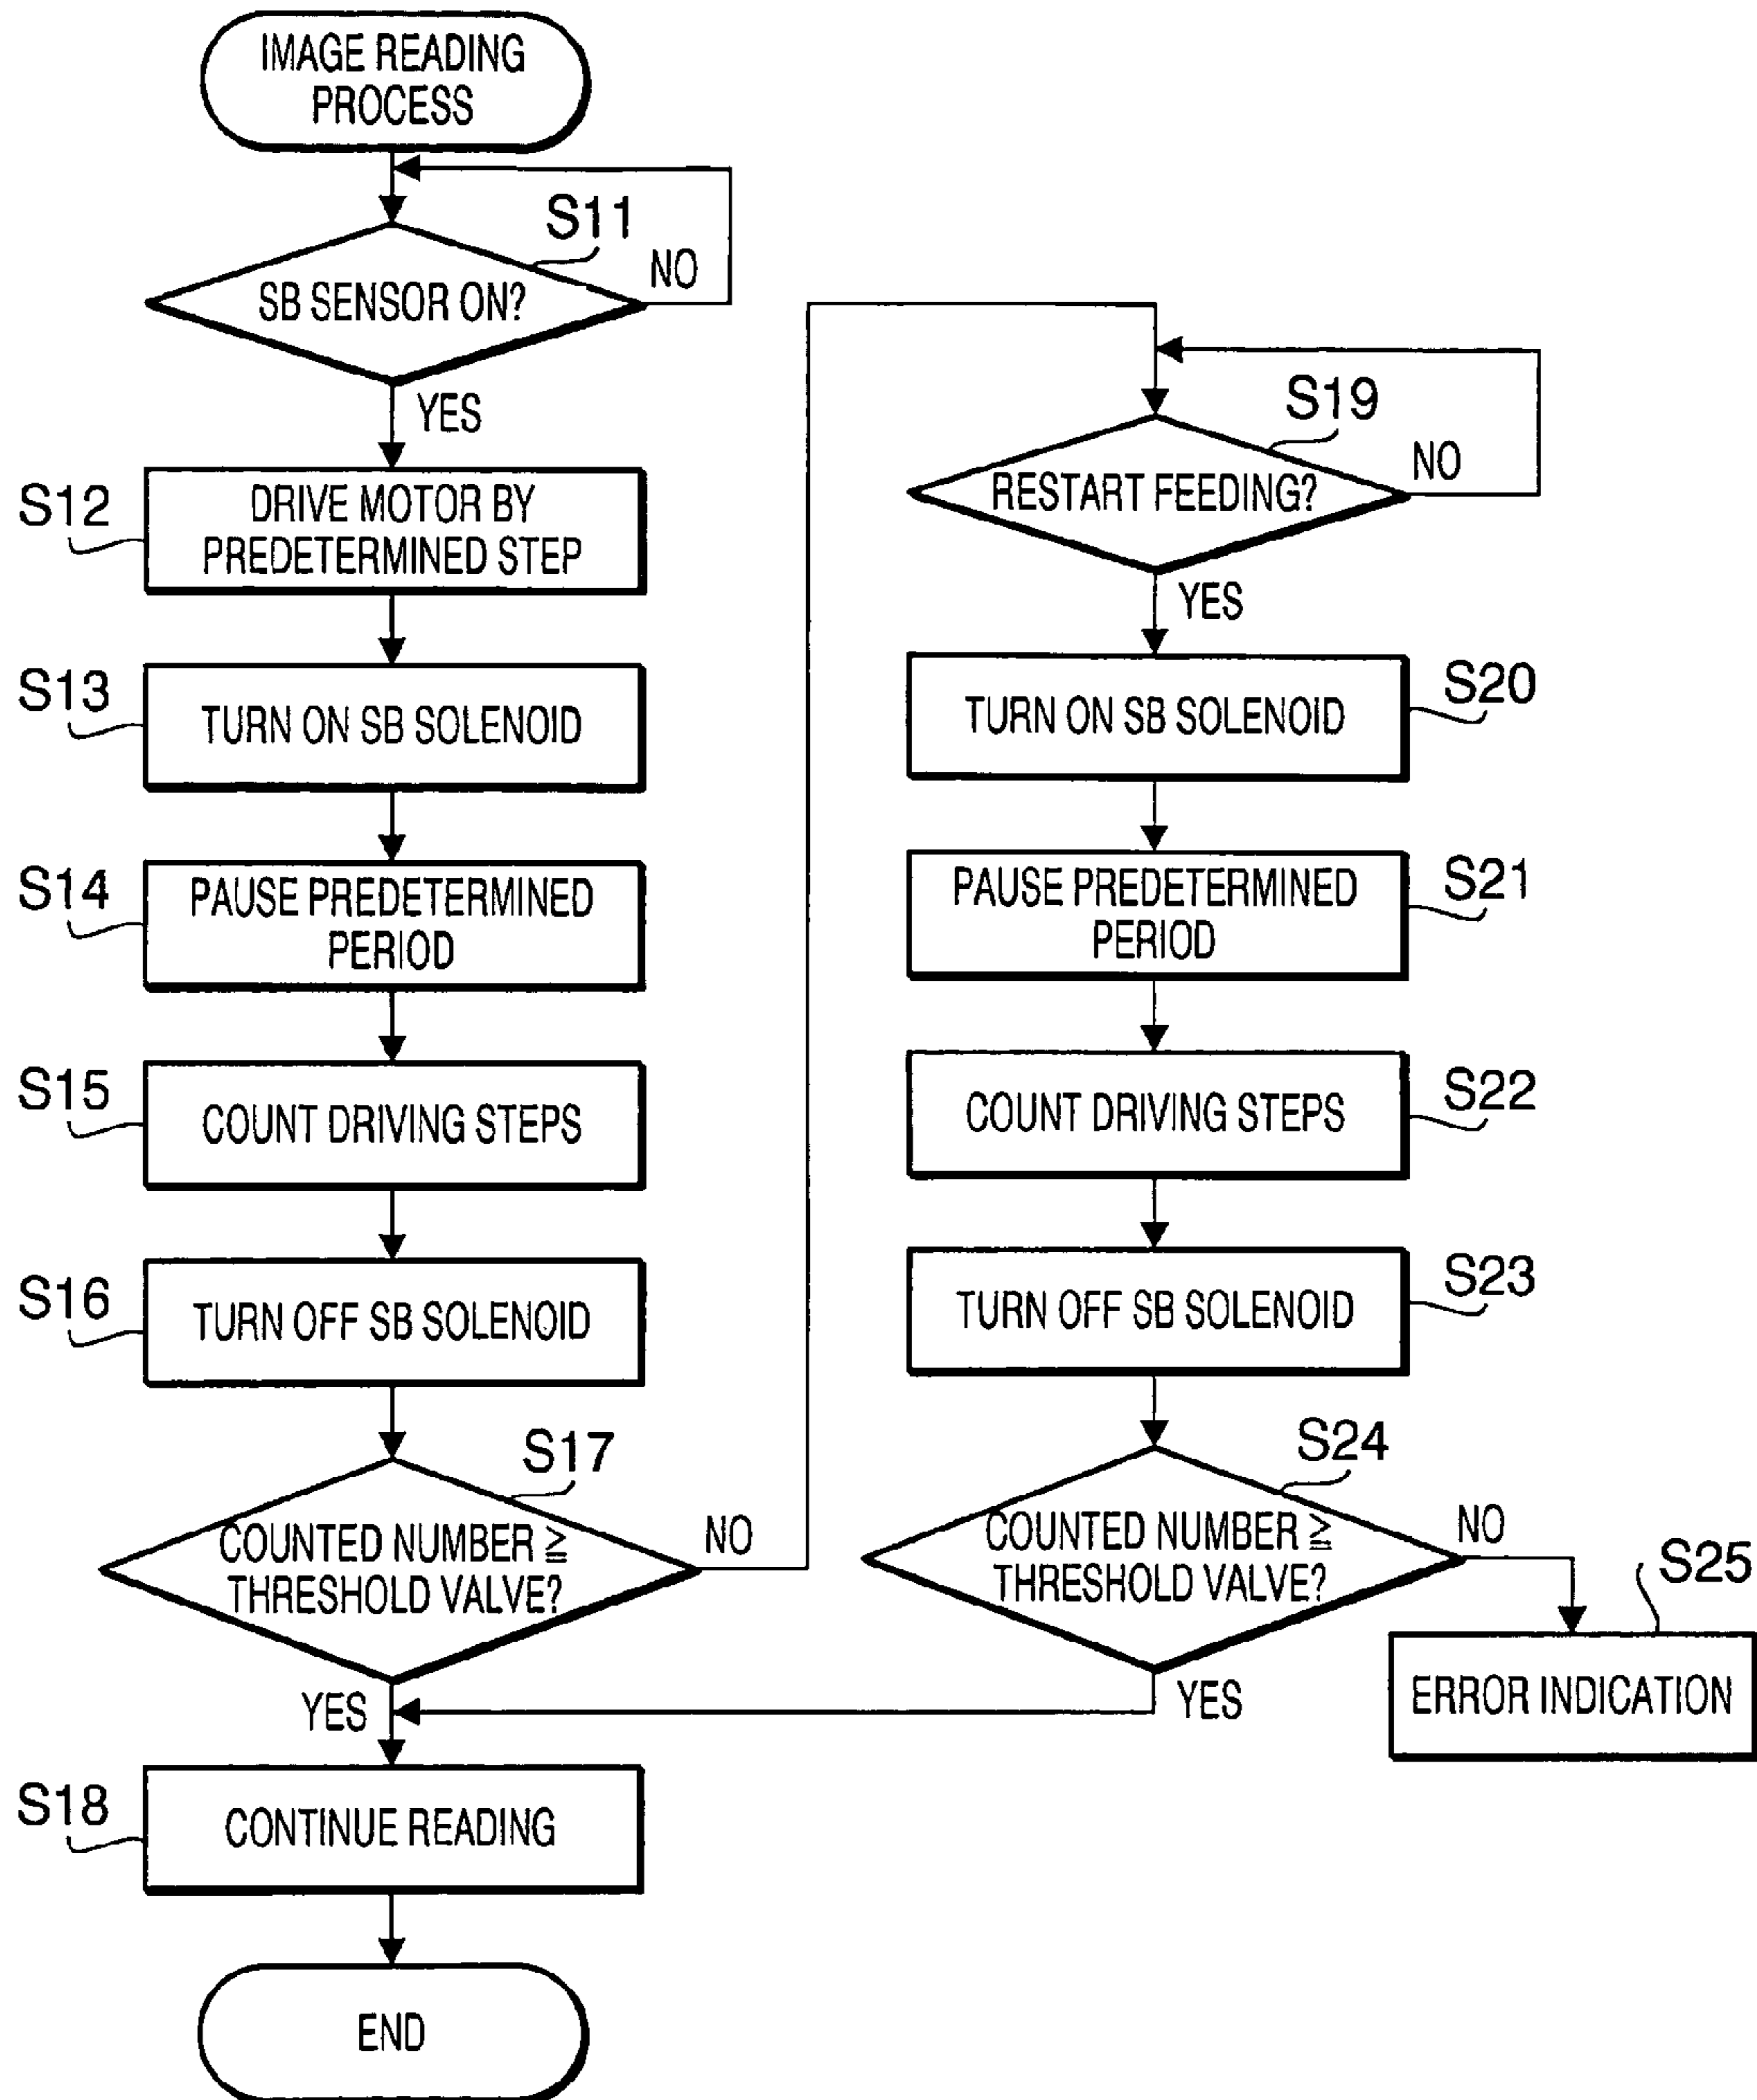 IMAGE READING
PROCESS
S11
SB SENSOR ON?
NO
YES
S12
DRIVE MOTOR BY
PREDETERMINED STEP
S13
TURN ON SB SOLENOID
S14
PAUSE PREDETERMINED
PERIOD
S15
COUNT DRIVING STEPS
S16
TURN OFF SB SOLENOID
S17
COUNTED NUMBER ≧
THRESHOLD VALVE?
NO
YES
S18
CONTINUE READING
END
S19
RESTART FEEDING?
NO
YES
S20
TURN ON SB SOLENOID
S21
PAUSE PREDETERMINED
PERIOD
S22
COUNT DRIVING STEPS
S23
TURN OFF SB SOLENOID
S24
COUNTED NUMBER ≧
THRESHOLD VALVE?
NO
YES
S25
ERROR INDICATION